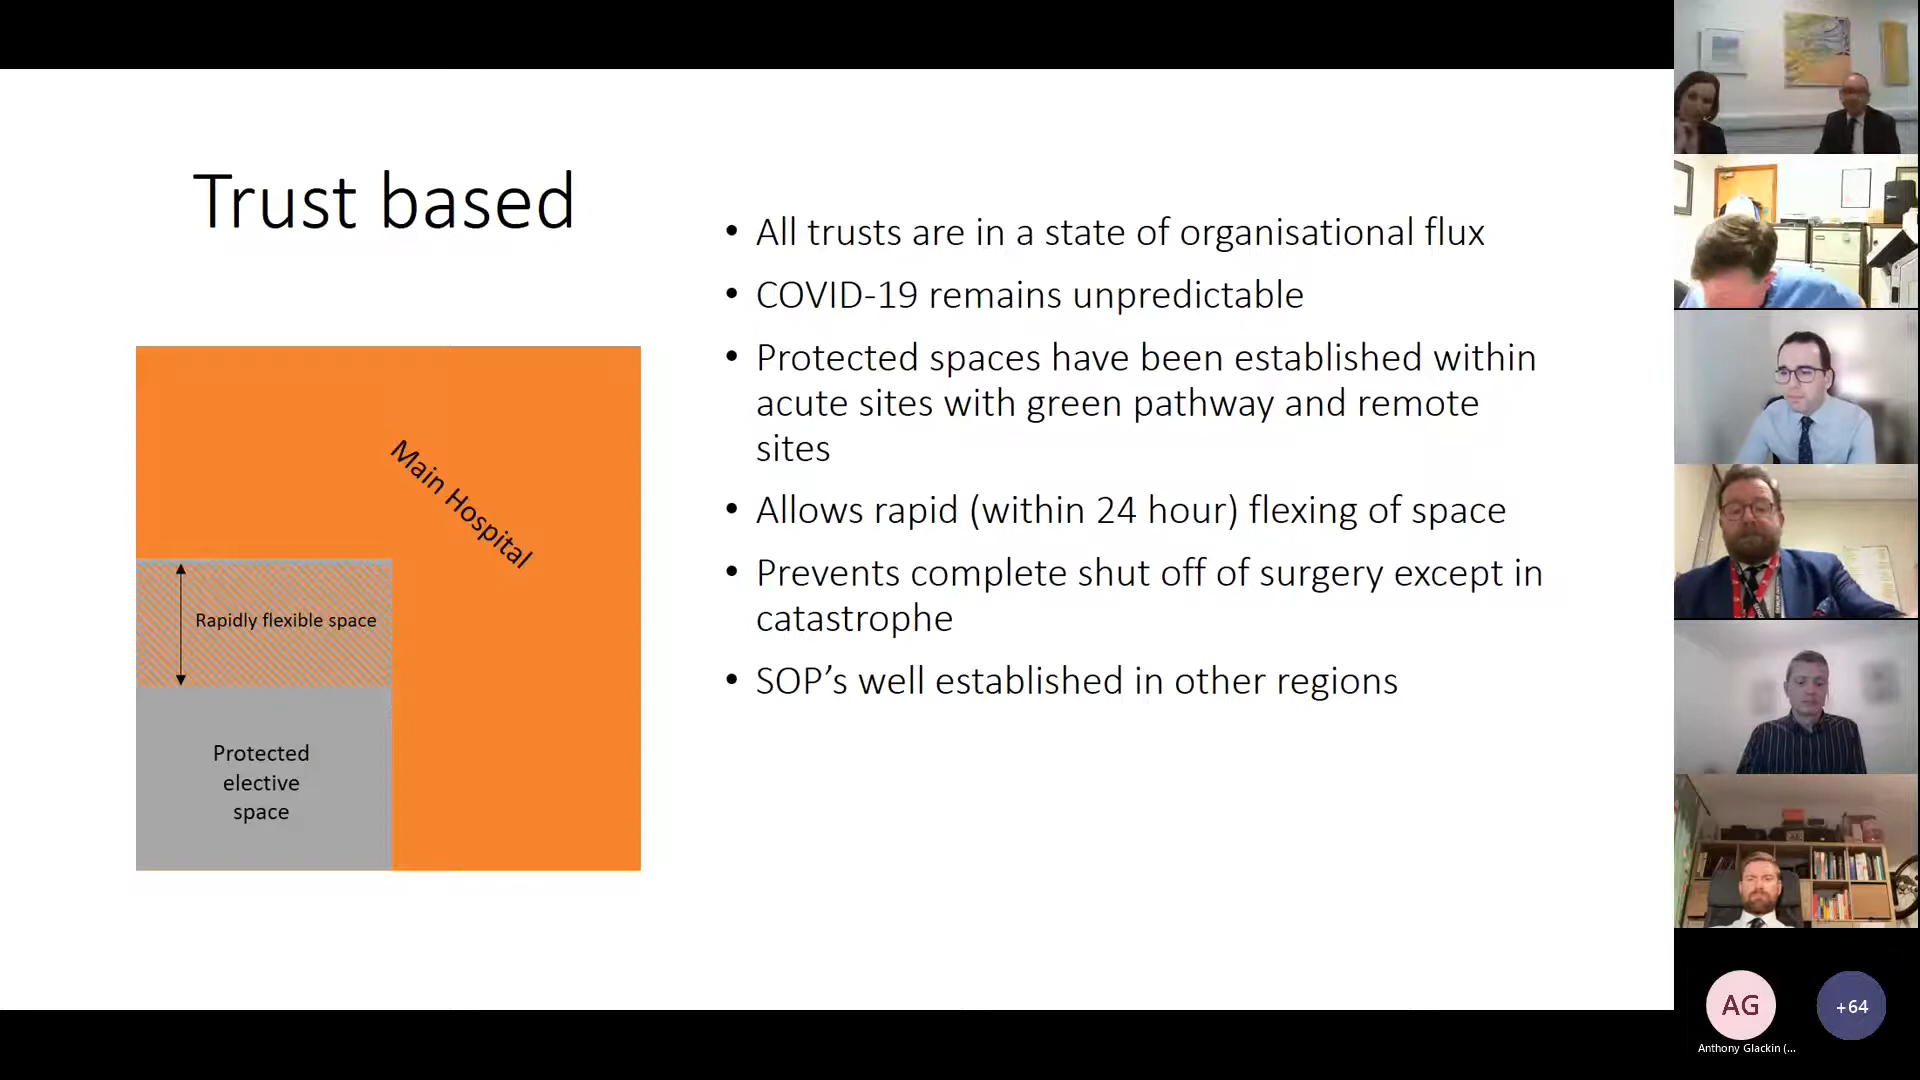 Trust based
Main Hospital
Rapidly flexible space
Protected
elective
space
• All trusts are in a state of organisational flux
• COVID-19 remains unpredictable
• Protected spaces have been established within
acute sites with green pathway and remote
sites
• Allows rapid (within 24 hour) flexing of space
• Prevents complete shut off of surgery except in
catastrophe
• SOP’s well established in other regions
AG
+64
Anthony Glackin (...